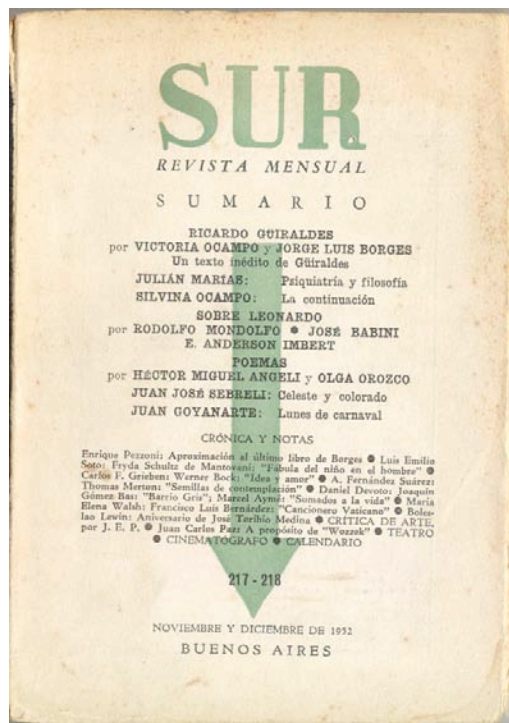 SUR
REVISTA MENSUAL
SUMARIO
RICARDO GÜIRALDES
por VICTORIA OCAMPO y JORGE LUIS BORGES
Un texto inédito de Güiraldes
JULIÁN MARÍAS: Psiquiatría y filosofía
SILVINA OCAMPO: La continuación
SOBRE LEONARDO
por RODOLFO MONDOLFO ● JOSÉ BABINI
E. ANDERSON IMBERT
POEMAS
por HÉCTOR MIGUEL ANGELI y OLGA OROZCO
JUAN JOSÉ SEBRELI: Celeste y colorado
JUAN GOYANARTE: Lunes de carnaval
CRÓNICA Y NOTAS
Enrique Pezzoni: Aproximación al último libro de Borges ● Luis Emilio
Soto: Fryda Schultz de Mantovani: "Fábula del niño en el hombre" ●
Carlos F. Grieben: Werner Bock: "Idea y amor" ● A. Fernández Suárez:
Thomas Merton: "Semillas de contemplación" ● Daniel Devoto: Joaquín
Gómez Bas: "Barrio Gris"; Marcel Aymé: "Sumados a la vida" ● María
Elena Walsh: Francisco Luis Bernárdez: "Cancionero Vaticano" ● Boles-
lao Lewin: Aniversario de José Toribio Medina ● CRÍTICA DE ARTE,
por J. E. P. ● Juan Carlos Paz: A propósito de "Wozzek" ● TEATRO
● CINEMATÓGRAFO ● CALENDARIO
217-218
NOVIEMBRE Y DICIEMBRE DE 1952
BUENOS AIRES